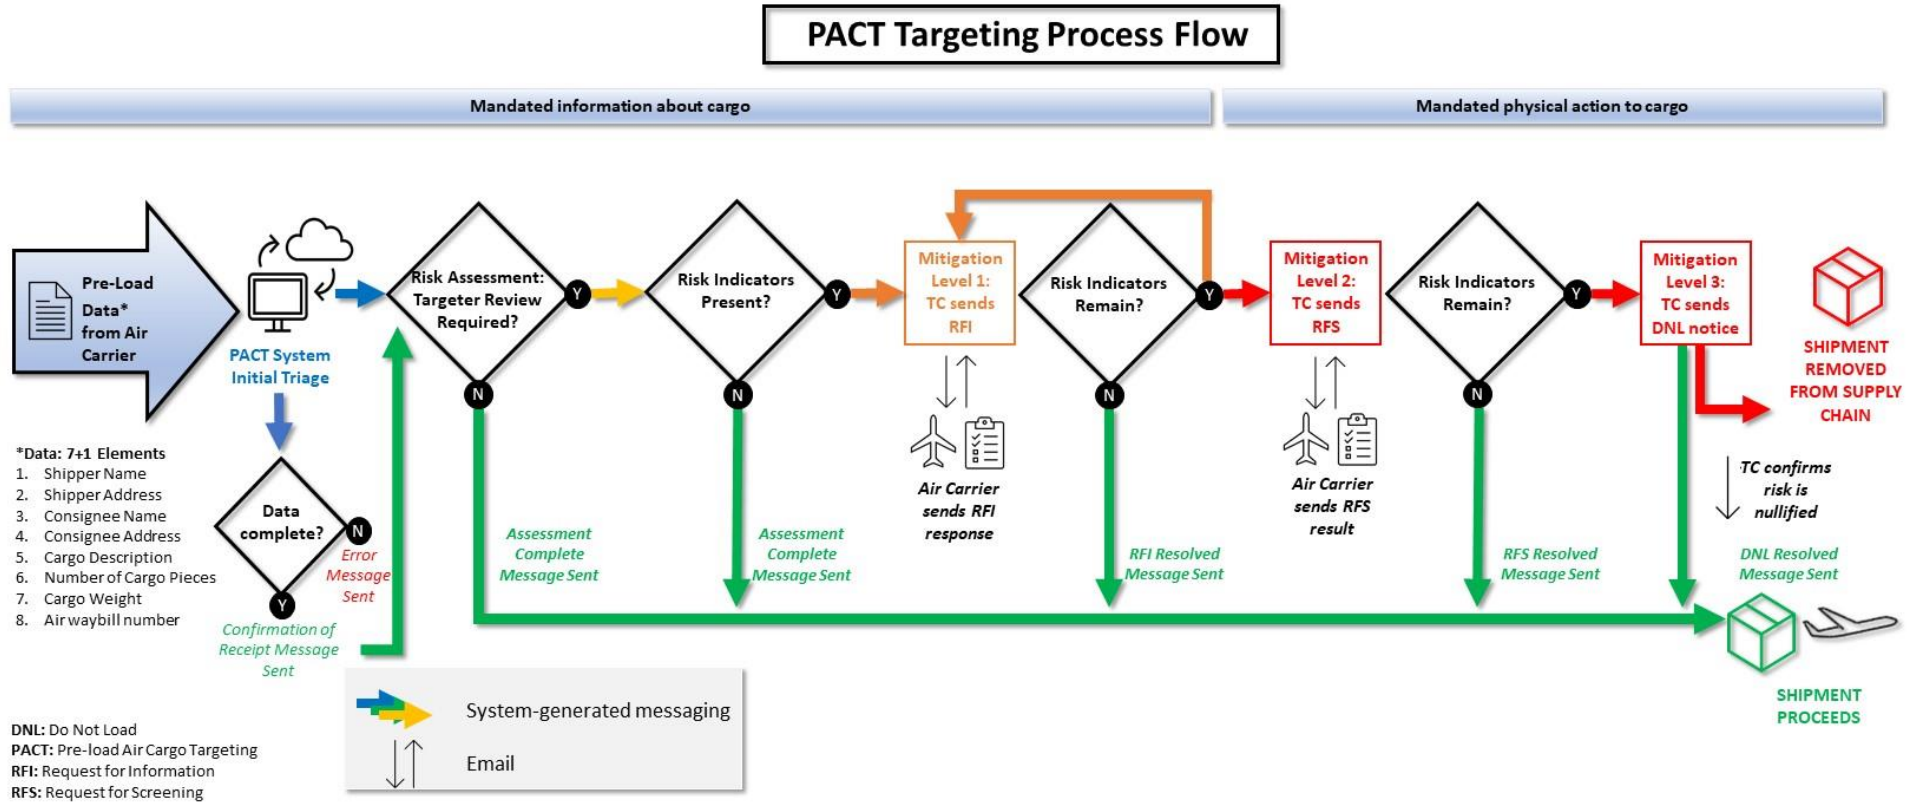 PACT Targeting Process Flow
Mandated information about cargo
Mandated physical action to cargo
Pre-Load
Data*
from Air
Carrier
PACT System
Initial Triage
Risk Assessment:
Targeter Review
Required?
Y
N
Risk Indicators
Present?
Y
N
Mitigation
Level 1:
TC sends
RFI
Risk Indicators
Remain?
Y
N
Mitigation
Level 2:
TC sends
RFS
Risk Indicators
Remain?
Y
N
Mitigation
Level 3:
TC sends
DNL notice
SHIPMENT
REMOVED
FROM SUPPLY
CHAIN
*Data: 7+1 Elements
1. Shipper Name
2. Shipper Address
3. Consignee Name
4. Consignee Address
5. Cargo Description
6. Number of Cargo Pieces
7. Cargo Weight
8. Air waybill number
Data
complete?
N
Error
Message
Sent
Y
Confirmation of
Receipt Message
Sent
Assessment
Complete
Message Sent
Assessment
Complete
Message Sent
Air Carrier
sends RFI
response
RFI Resolved
Message Sent
Air Carrier
sends RFS
result
RFS Resolved
Message Sent
TC confirms
risk is
nullified
DNL Resolved
Message Sent
SHIPMENT
PROCEEDS
System-generated messaging
Email
DNL: Do Not Load
PACT: Pre-load Air Cargo Targeting
RFI: Request for Information
RFS: Request for Screening